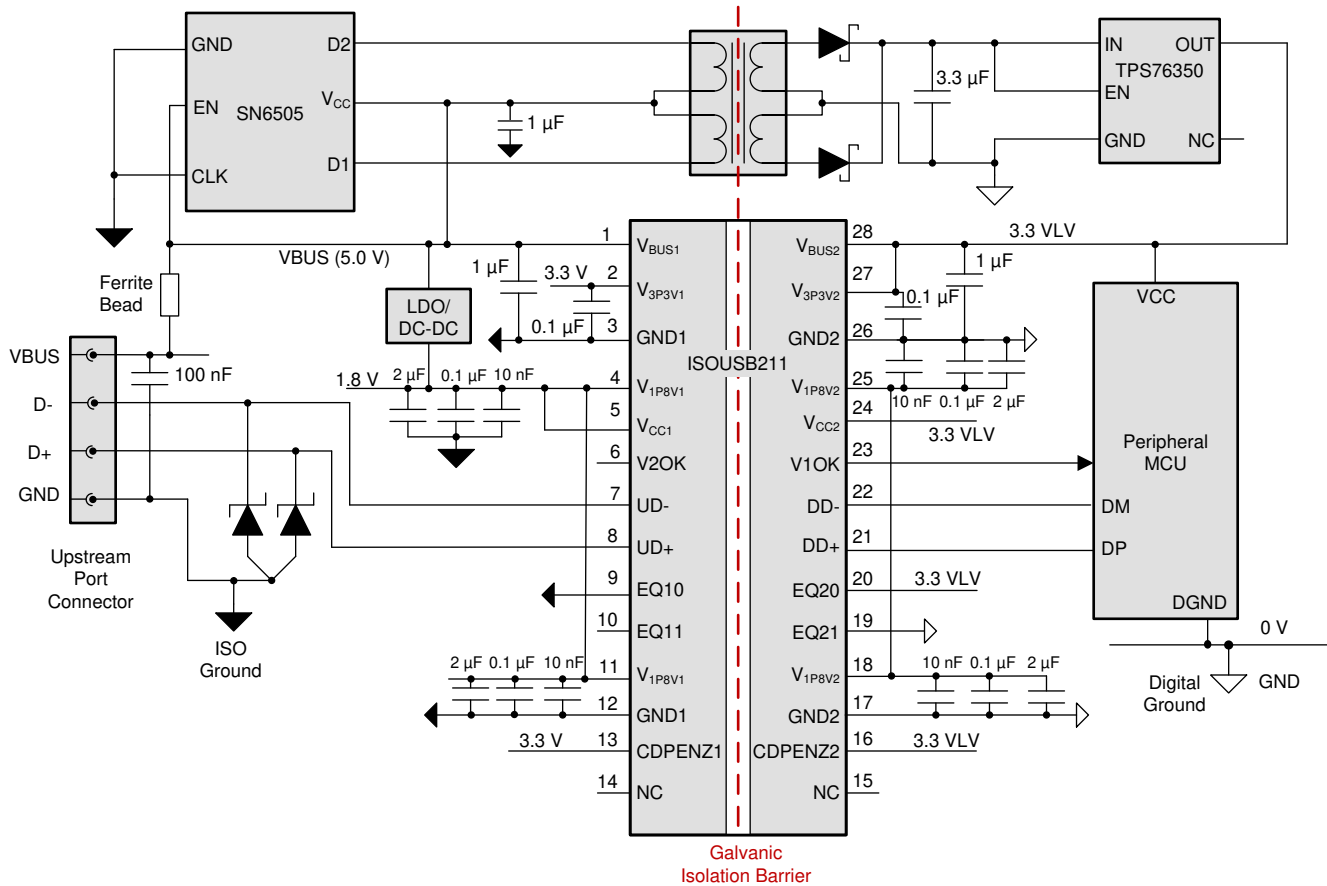 GND
D2
EN
SN6505
VCC
CLK
D1
1 µF
3.3 µF
IN
OUT
TPS76350
EN
GND
NC
VBUS (5.0 V)
Ferrite
Bead
LDO/
DC-DC
VBUS
D-
D+
GND
100 nF
Upstream
Port
Connector
ISO
Ground
1.8 V
2 µF
0.1 µF
10 nF
1 µF
3.3 V
0.1 µF
2 µF
0.1 µF
10 nF
3.3 V
1
2
3
4
5
6
7
8
9
10
11
12
13
14
VBUS1
V3P3V1
GND1
V1P8V1
VCC1
V2OK
UD-
UD+
EQ10
EQ11
V1P8V1
GND1
CDPENZ1
NC
ISOUSB211
VBUS2
V3P3V2
GND2
V1P8V2
VCC2
V1OK
DD-
DD+
EQ20
EQ21
V1P8V2
GND2
CDPENZ2
NC
28
27
26
25
24
23
22
21
20
19
18
17
16
15
3.3 VLV
1 µF
0.1 µF
10 nF
0.1 µF
2 µF
3.3 VLV
3.3 VLV
10 nF
0.1 µF
2 µF
3.3 VLV
VCC
Peripheral
MCU
DM
DP
DGND
0 V
Digital
Ground
GND
Galvanic
Isolation Barrier